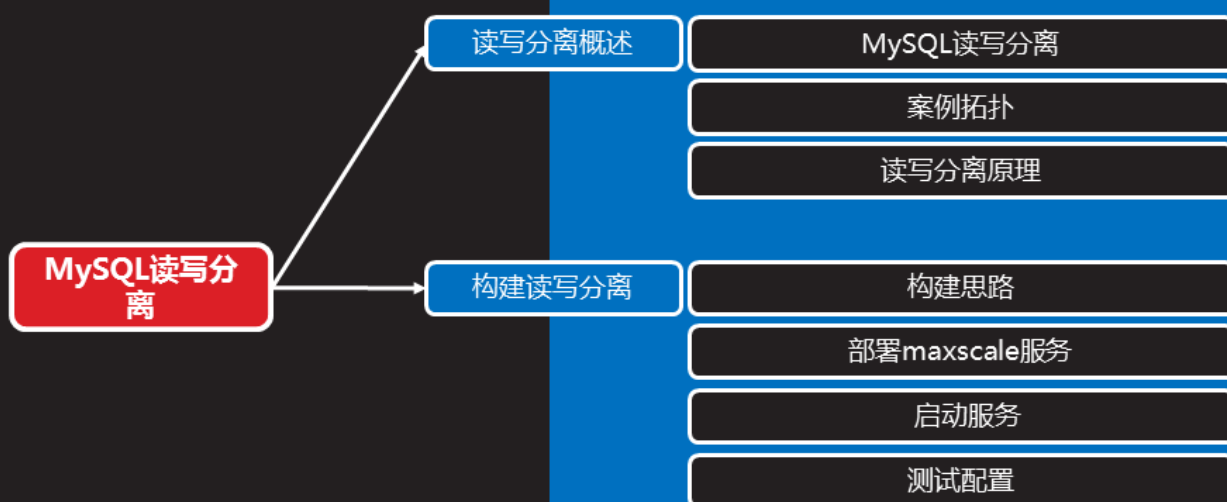 读写分离概述
MySQL读写分离
案例拓扑
读写分离原理
MySQL读写分
离
构建读写分离
构建思路
部署maxscale服务
启动服务
测试配置